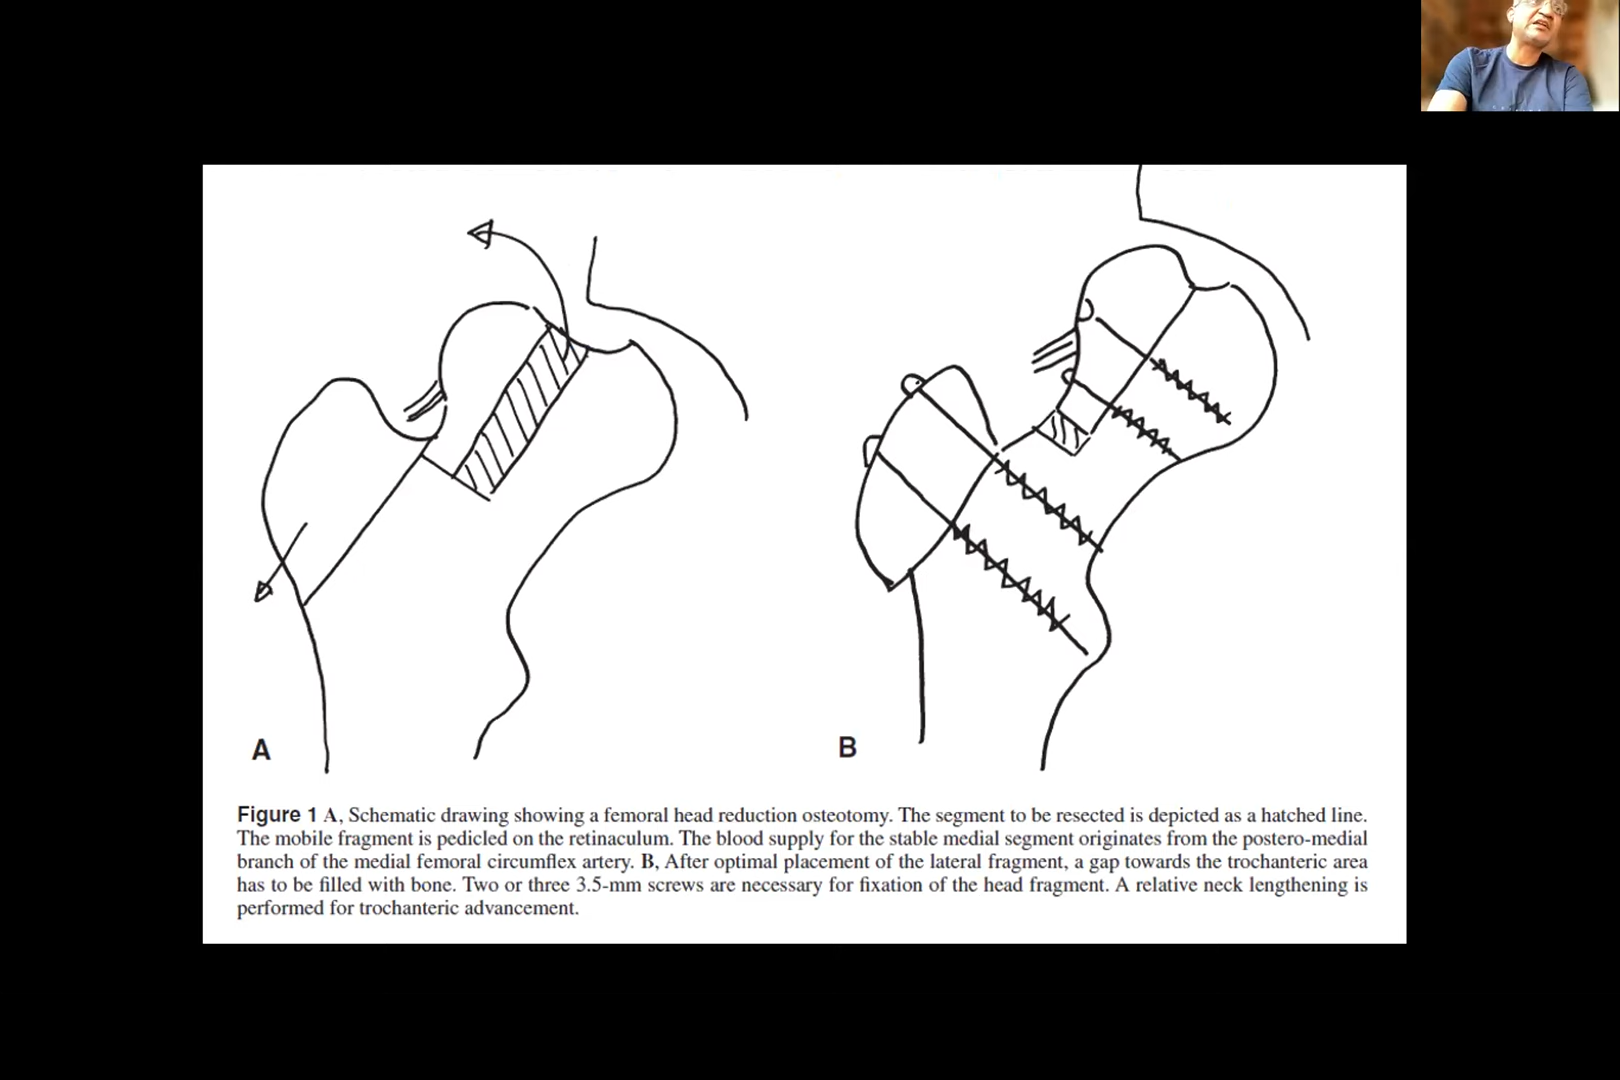 A
B
Figure 1 A, Schematic drawing showing a femoral head reduction osteotomy. The segment to be resected is depicted as a hatched line.
The mobile fragment is pedicled on the retinaculum. The blood supply for the stable medial segment originates from the postero-medial
branch of the medial femoral circumflex artery. B, After optimal placement of the lateral fragment, a gap towards the trochanteric area
has to be filled with bone. Two or three 3.5-mm screws are necessary for fixation of the head fragment. A relative neck lengthening is
performed for trochanteric advancement.